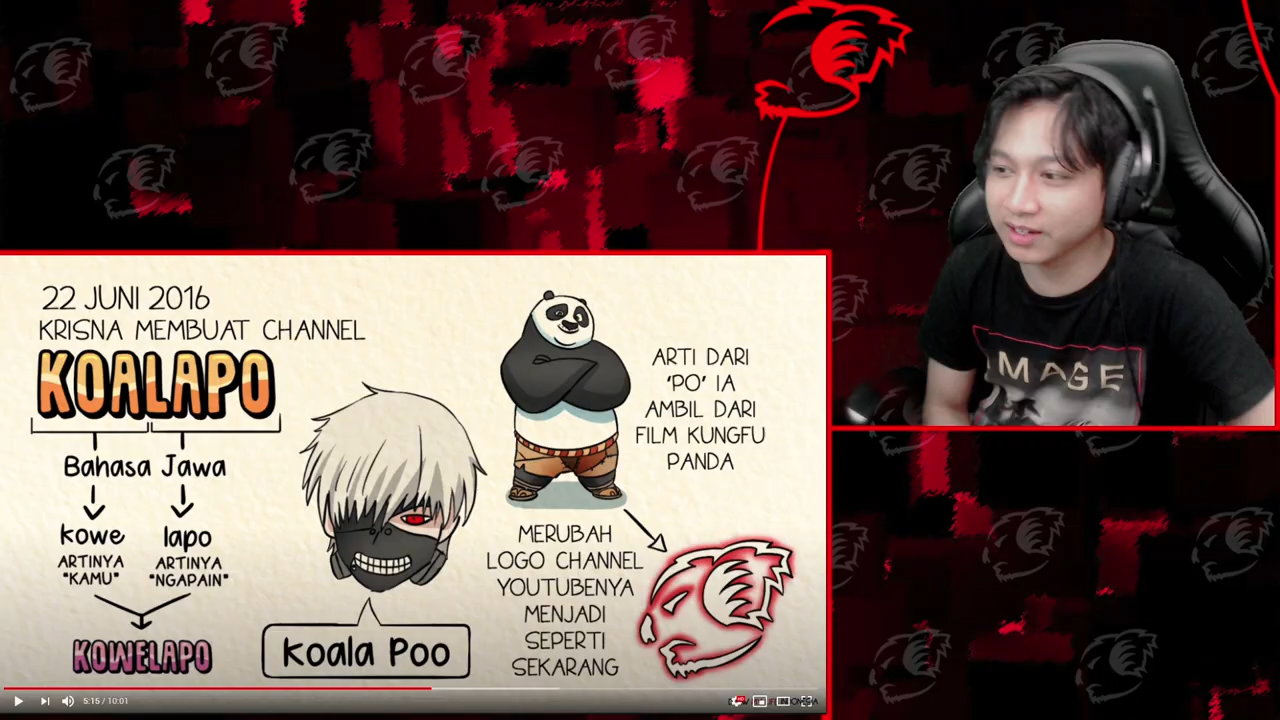 22 JUNI 2016
KRISNA MEMBUAT CHANNEL
KOALAPO
Bahasa Jawa
kowe
ARTINYA
"KAMU"
lapo
ARTINYA
"NGAPAIN"
KOWELAPO
Koala Poo
ARTI DARI
'PO' IA
AMBIL DARI
FILM KUNGFU
PANDA
MERUBAH
LOGO CHANNEL
YOUTUBENYA
MENJADI
SEPERTI
SEKARANG
5:15 / 10:01
IMAGE